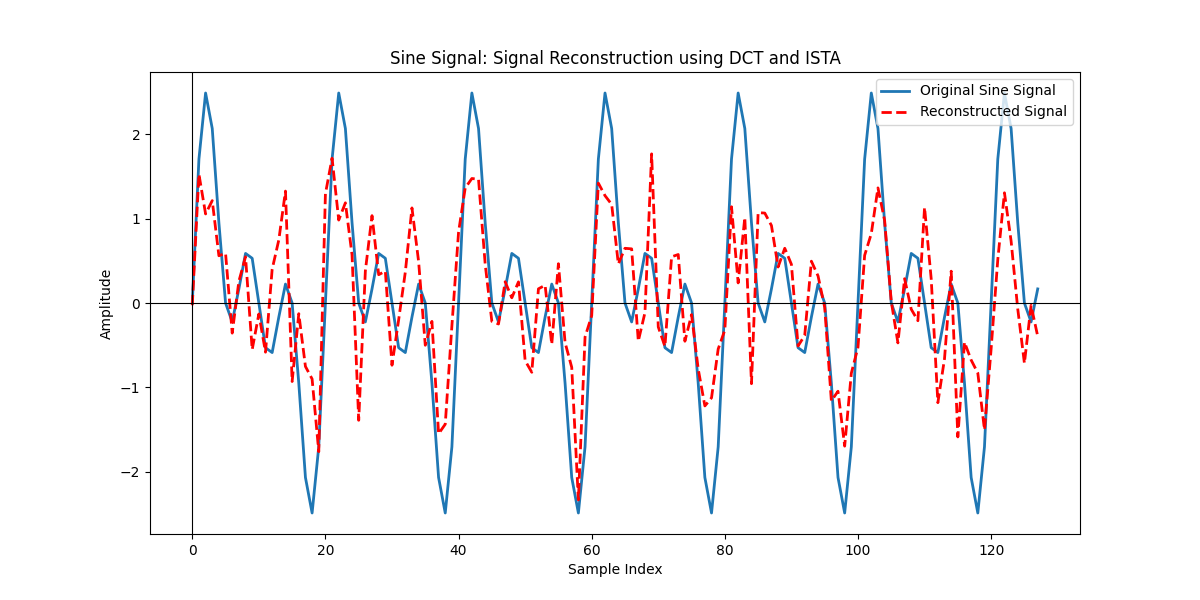 Sine Signal: Signal Reconstruction using DCT and ISTA
Original Sine Signal
Reconstructed Signal
Amplitude
2
1
0
−1
−2
0 20 40 60 80 100 120
Sample Index